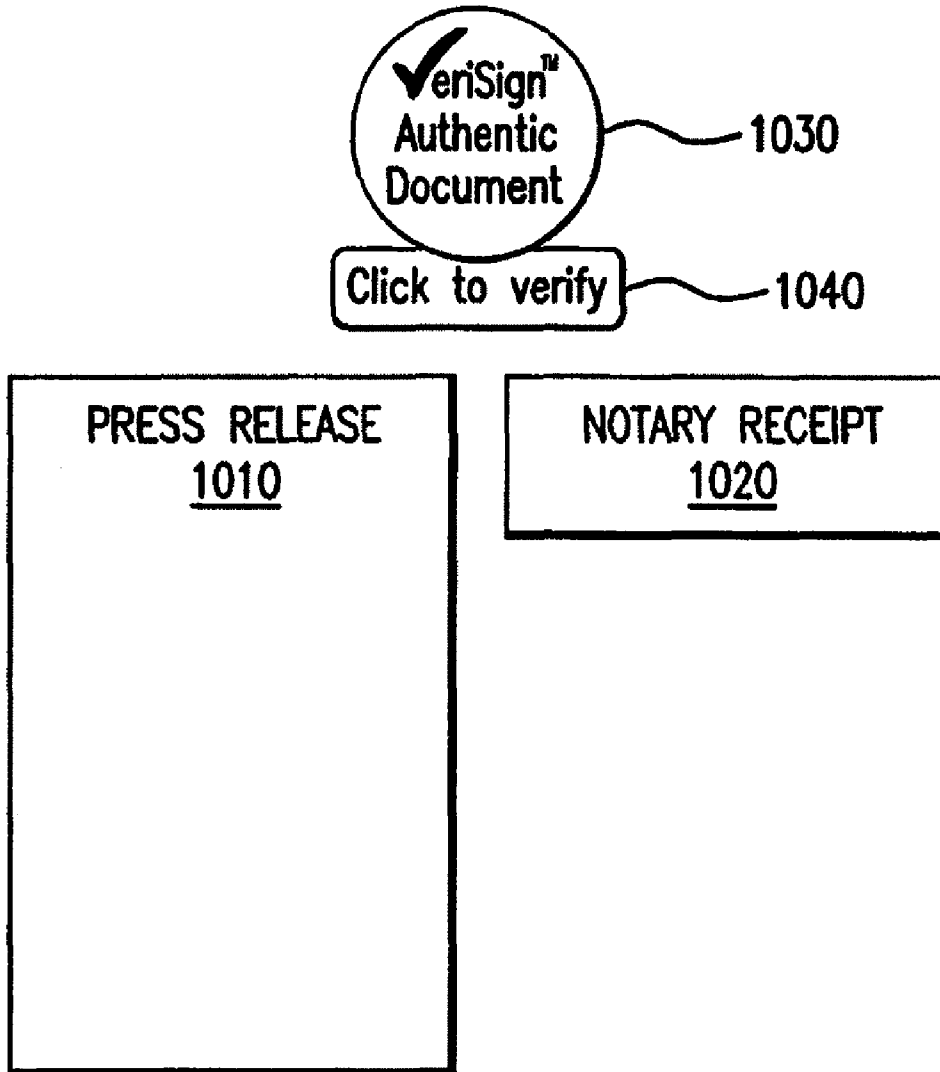 VeriSign™
Authentic
Document
1030
Click to verify
1040
PRESS RELEASE
1010
NOTARY RECEIPT
1020